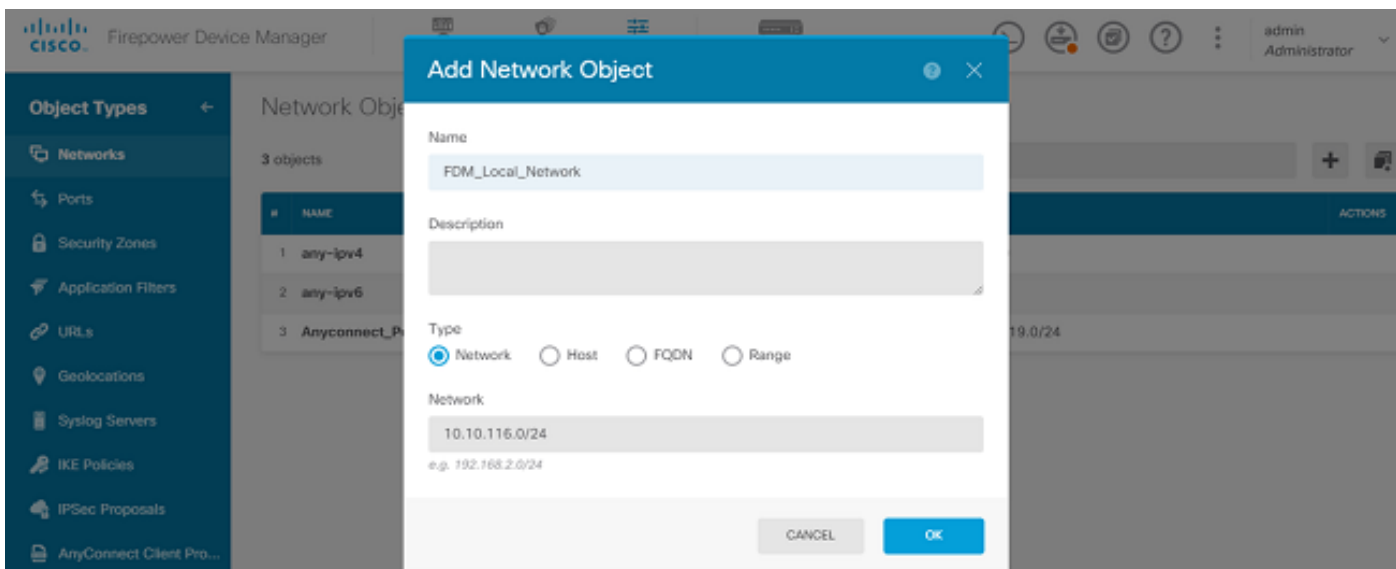 CISCO.
Firepower Device Manager
admin
Administrator
Object Types
Networks
Ports
Security Zones
Application Filters
URLs
Geolocations
Syslog Servers
IKE Policies
IPSec Proposals
AnyConnect Client Pro...
Network Obje
3 objects
# NAME ACTIONS
1 any-ipv4
2 any-ipv6
3 Anyconnect_P 19.0/24
Add Network Object
Name
FDM_Local_Network
Description
Type
Network Host FQDN Range
Network
10.10.116.0/24
e.g. 192.168.2.0/24
CANCEL OK